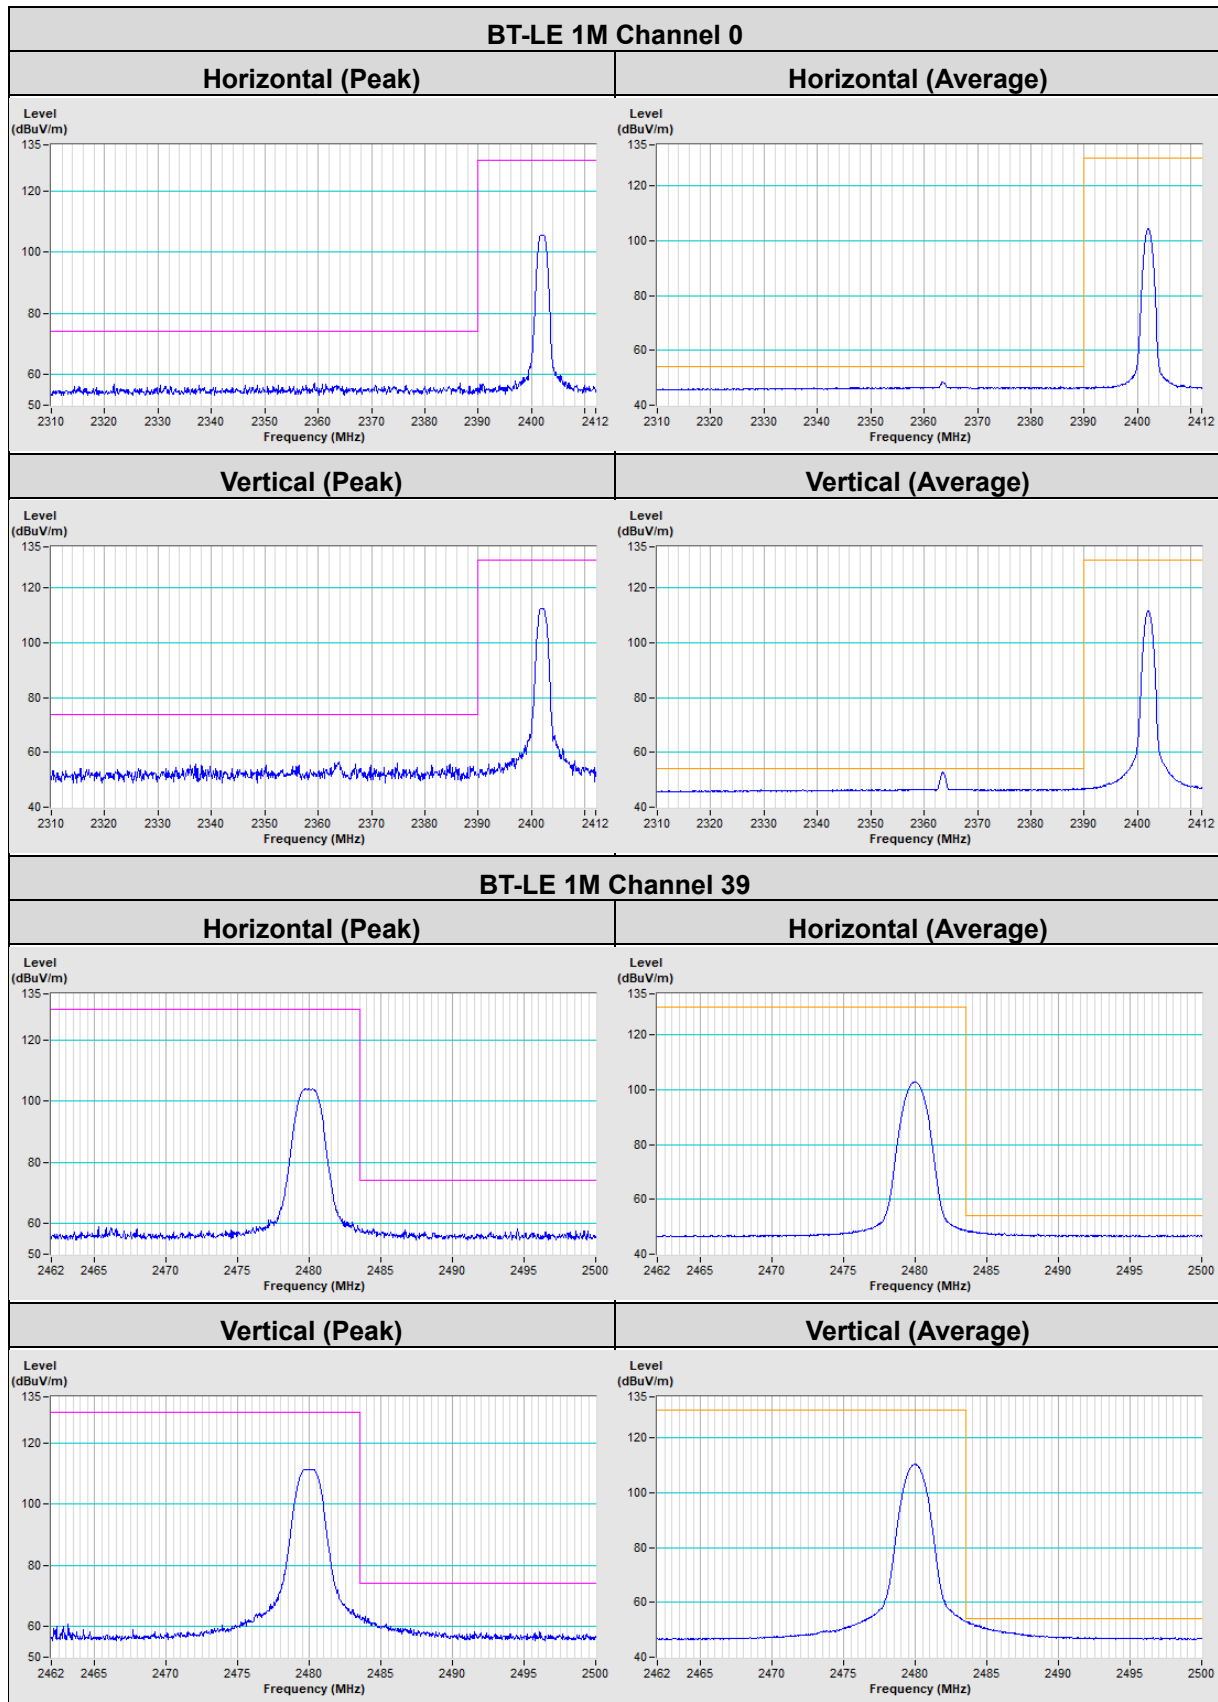 BT-LE 1M Channel 0
Horizontal (Peak) Horizontal (Average)
Level Level
(dBuV/m) (dBuV/m)
135 135
120 120
100 100
80 80
60 60
50 40
2310 2320 2330 2340 2350 2360 2370 2380 2390 2400 2412 2310 2320 2330 2340 2350 2360 2370 2380 2390 2400 2412
Frequency (MHz) Frequency (MHz)
Vertical (Peak) Vertical (Average)
Level Level
(dBuV/m) (dBuV/m)
135 135
120 120
100 100
80 80
60 60
40 40
2310 2320 2330 2340 2350 2360 2370 2380 2390 2400 2412 2310 2320 2330 2340 2350 2360 2370 2380 2390 2400 2412
Frequency (MHz) Frequency (MHz)
BT-LE 1M Channel 39
Horizontal (Peak) Horizontal (Average)
Level Level
(dBuV/m) (dBuV/m)
135 135
120 120
100 100
80 80
60 60
50 40
2462 2465 2470 2475 2480 2485 2490 2495 2500 2462 2465 2470 2475 2480 2485 2490 2495 2500
Frequency (MHz) Frequency (MHz)
Vertical (Peak) Vertical (Average)
Level Level
(dBuV/m) (dBuV/m)
135 135
120 120
100 100
80 80
60 60
50 40
2462 2465 2470 2475 2480 2485 2490 2495 2500 2462 2465 2470 2475 2480 2485 2490 2495 2500
Frequency (MHz) Frequency (MHz)